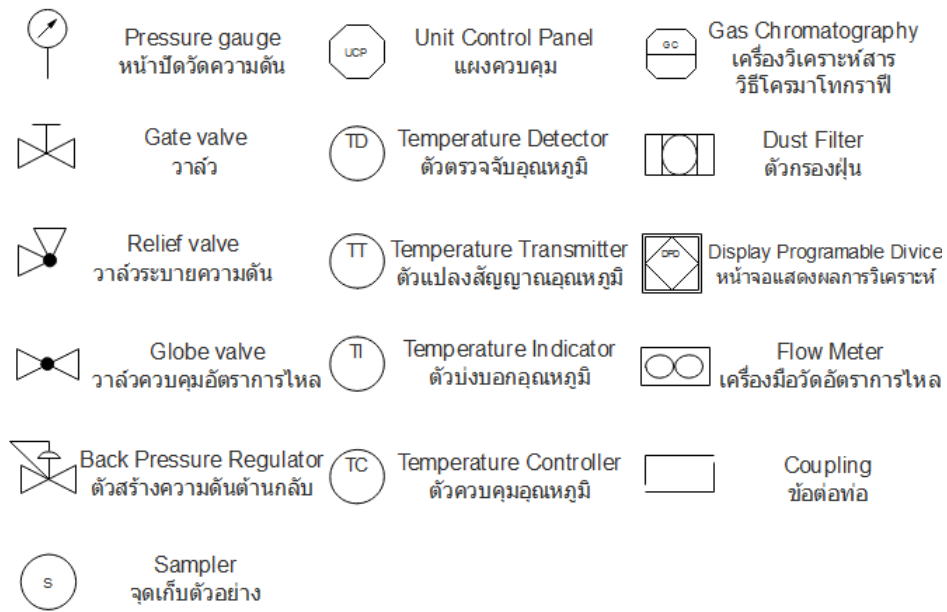 Pressure gauge
หน้าปัดวัดความดัน
UCP
Unit Control Panel
แผงควบคุม
GC
Gas Chromatography
เครื่องวิเคราะห์สาร
วิธีโครมาโทกราฟี
Gate valve
วาล์ว
TD
Temperature Detector
ตัวตรวจจับอุณหภูมิ
Dust Filter
ตัวกรองฝุ่น
Relief valve
วาล์วระบายความดัน
TT
Temperature Transmitter
ตัวแปลงสัญญาณอุณหภูมิ
DPD
Display Programable Divice
หน้าจอแสดงผลการวิเคราะห์
Globe valve
วาล์วควบคุมอัตราการไหล
TI
Temperature Indicator
ตัวบ่งบอกอุณหภูมิ
Flow Meter
เครื่องมือวัดอัตราการไหล
Back Pressure Regulator
ตัวสร้างความดันต้านกลับ
TC
Temperature Controller
ตัวควบคุมอุณหภูมิ
Coupling
ข้อต่อท่อ
S
Sampler
จุดเก็บตัวอย่าง